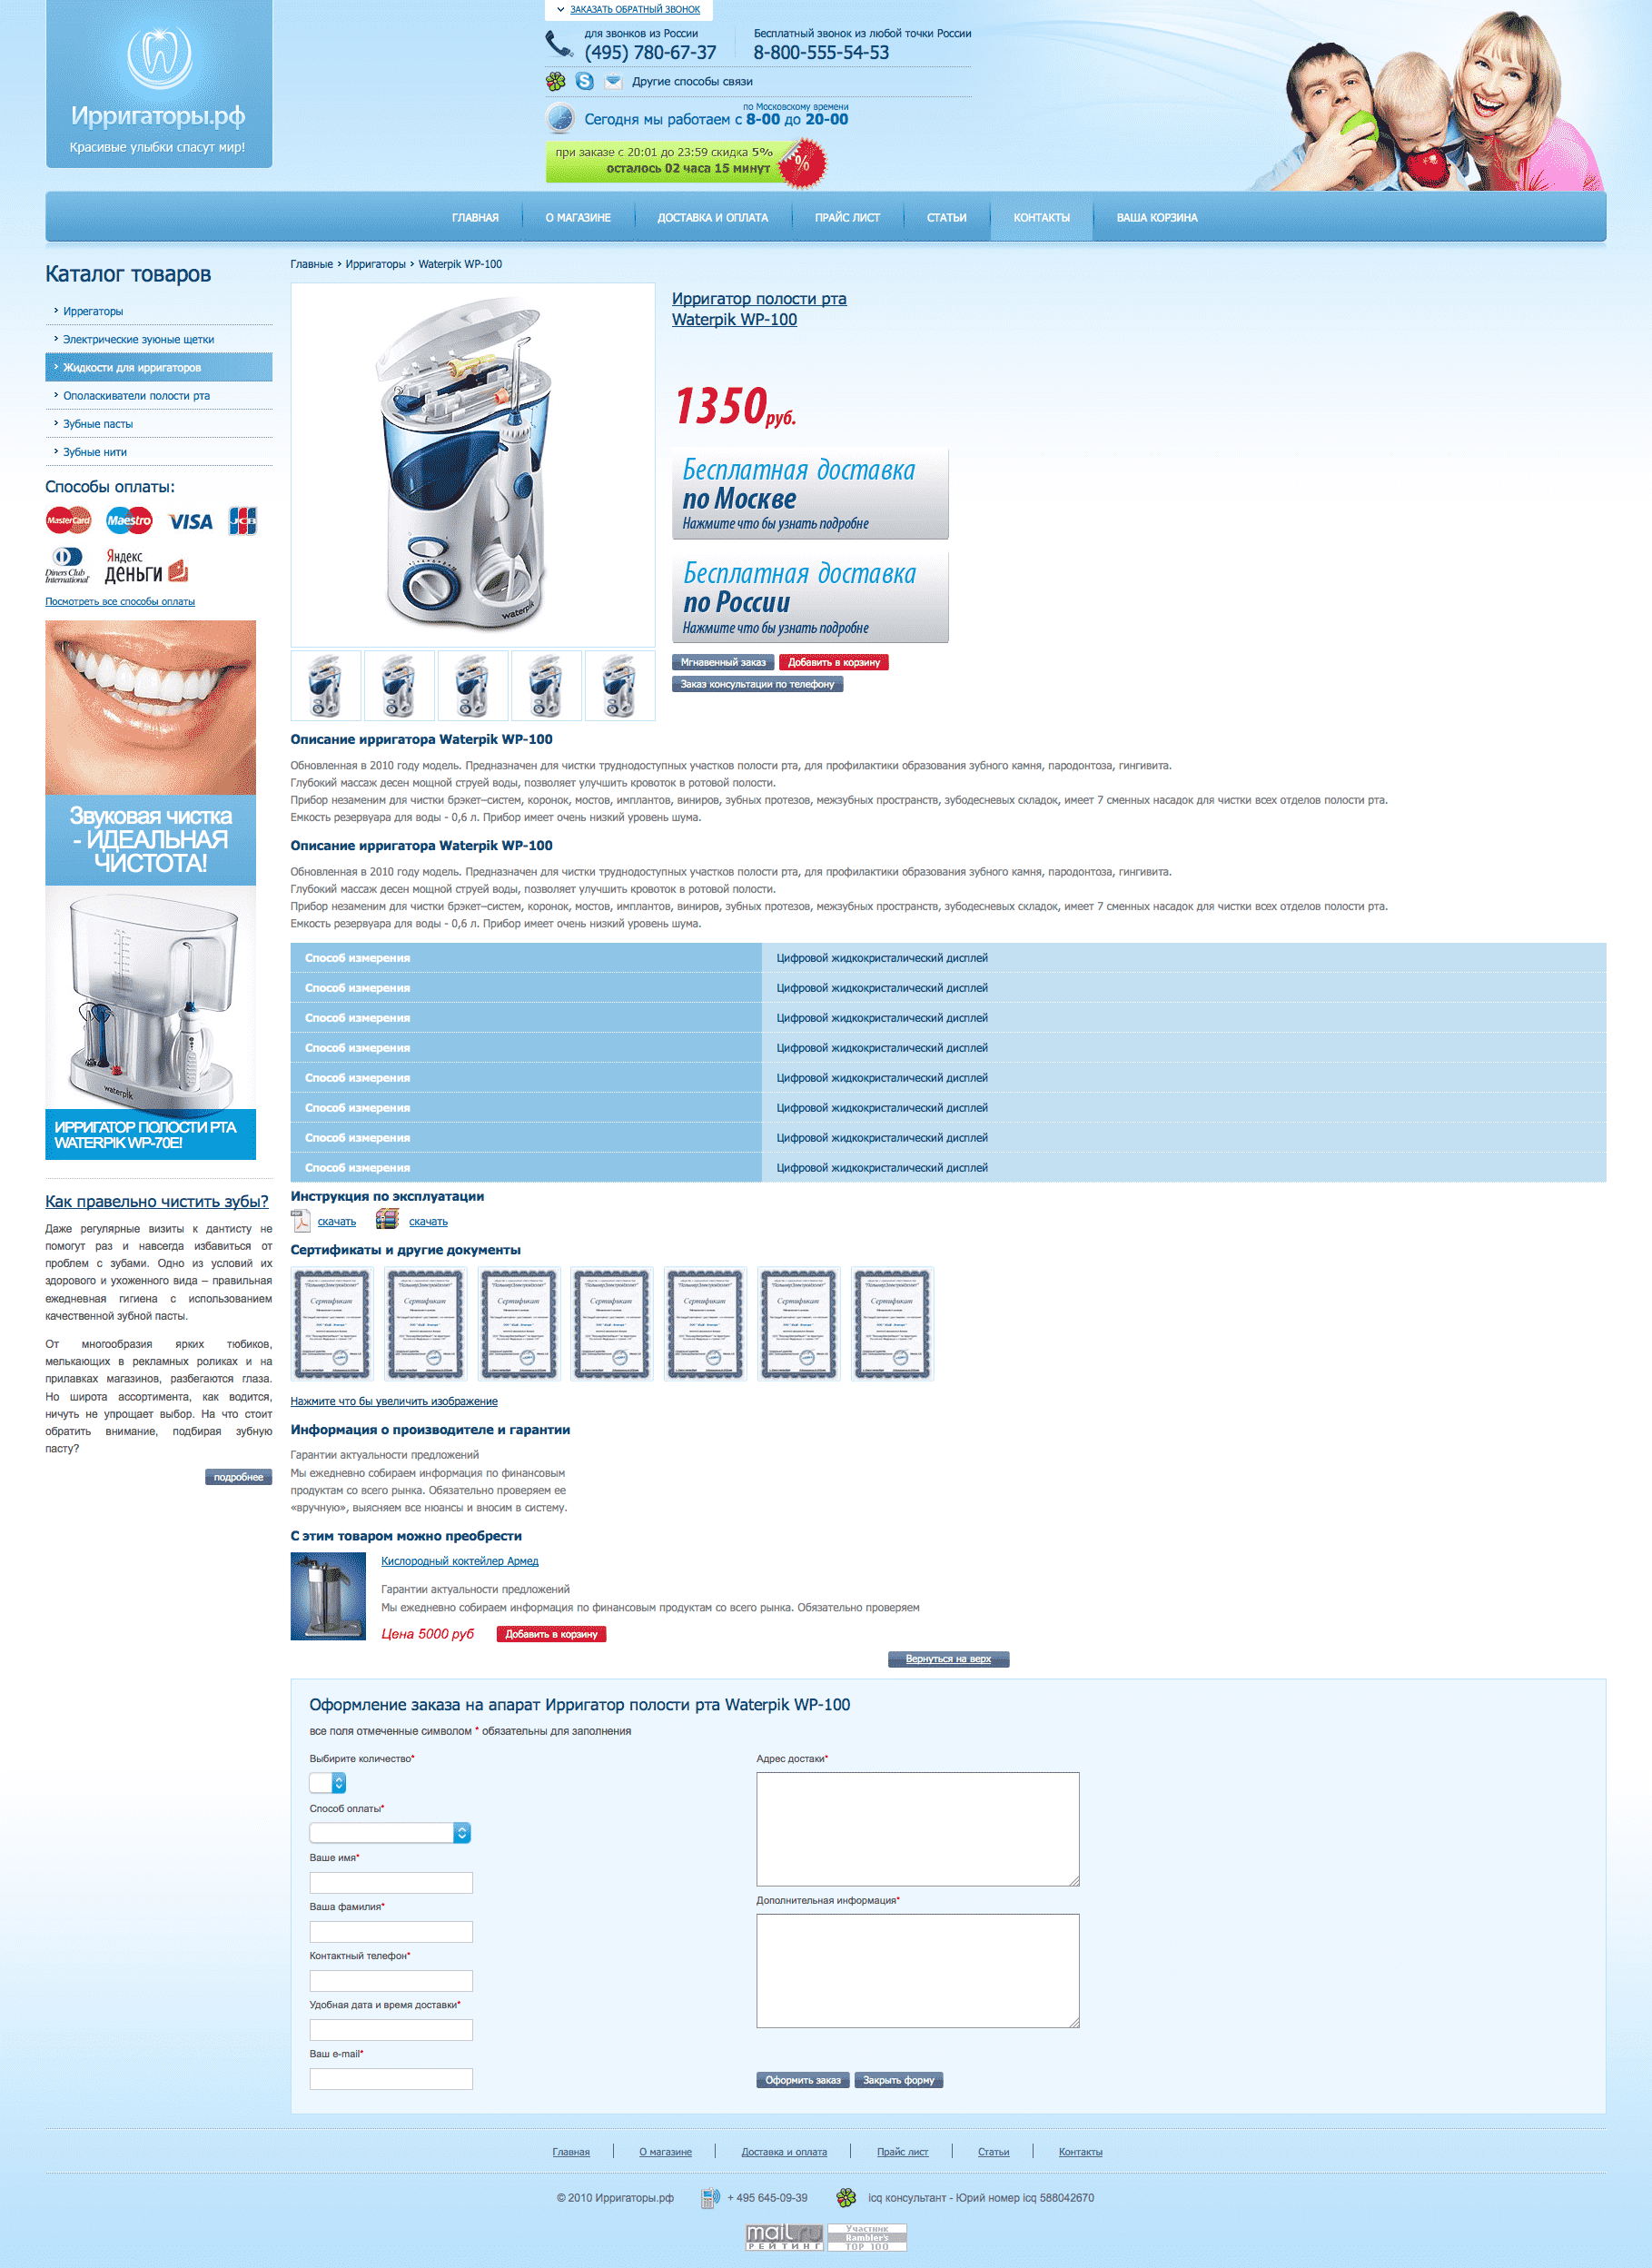 ЗАКАЗАТЬ ОБРАТНЫЙ ЗВОНОК
для звонков из России
(495) 780-67-37
Бесплатный звонок из любой точки России
8-800-555-54-53
Другие способы связи
по Московскому времени
Сегодня мы работаем с 8-00 до 20-00
при заказе с 20:01 до 23:59 скидка 5%
осталось 02 часа 15 минут
%
Ирригаторы.рф
Красивые улыбки спасут мир!
ГЛАВНАЯ
О МАГАЗИНЕ
ДОСТАВКА И ОПЛАТА
ПРАЙС ЛИСТ
СТАТЬИ
КОНТАКТЫ
ВАША КОРЗИНА
Каталог товаров
Иррегаторы
Электрические зуюные щетки
Жидкости для ирригаторов
Ополаскиватели полости рта
Зубные пасты
Зубные нити
Способы оплаты:
MasterCard
Maestro
VISA
JCB
Diners Club
International
Яндекс
деньги
Посмотреть все способы оплаты
Звуковая чистка
- ИДЕАЛЬНАЯ
ЧИСТОТА!
waterpik
ИРРИГАТОР ПОЛОСТИ РТА
WATERPIK WP-70E!
Как правельно чистить зубы?
Даже регулярные визиты к дантисту не
помогут раз и навсегда избавиться от
проблем с зубами. Одно из условий их
здорового и ухоженного вида – правильная
ежедневная гигиена с использованием
качественной зубной пасты.
От многообразия ярких тюбиков,
мелькающих в рекламных роликах и на
прилавках магазинов, разбегаются глаза.
Но широта ассортимента, как водится,
ничуть не упрощает выбор. На что стоит
обратить внимание, подбирая зубную
пасту?
подробнее
Главные › Ирригаторы › Waterpik WP-100
waterpik
Ирригатор полости рта
Waterpik WP-100
1350руб.
Бесплатная доставка
по Москве
Нажмите что бы узнать подробне
Бесплатная доставка
по России
Нажмите что бы узнать подробне
Мгнавенный заказ
Добавить в корзину
Заказ консультации по телефону
Описание ирригатора Waterpik WP-100
Обновленная в 2010 году модель. Предназначен для чистки труднодоступных участков полости рта, для профилактики образования зубного камня, пародонтоза, гингивита.
Глубокий массаж десен мощной струей воды, позволяет улучшить кровоток в ротовой полости.
Прибор незаменим для чистки брэкет–систем, коронок, мостов, имплантов, виниров, зубных протезов, межзубных пространств, зубодесневых складок, имеет 7 сменных насадок для чистки всех отделов полости рта.
Емкость резервуара для воды - 0,6 л. Прибор имеет очень низкий уровень шума.
Описание ирригатора Waterpik WP-100
Обновленная в 2010 году модель. Предназначен для чистки труднодоступных участков полости рта, для профилактики образования зубного камня, пародонтоза, гингивита.
Глубокий массаж десен мощной струей воды, позволяет улучшить кровоток в ротовой полости.
Прибор незаменим для чистки брэкет–систем, коронок, мостов, имплантов, виниров, зубных протезов, межзубных пространств, зубодесневых складок, имеет 7 сменных насадок для чистки всех отделов полости рта.
Емкость резервуара для воды - 0,6 л. Прибор имеет очень низкий уровень шума.
Способ измерения Цифровой жидкокристалический дисплей
Способ измерения Цифровой жидкокристалический дисплей
Способ измерения Цифровой жидкокристалический дисплей
Способ измерения Цифровой жидкокристалический дисплей
Способ измерения Цифровой жидкокристалический дисплей
Способ измерения Цифровой жидкокристалический дисплей
Способ измерения Цифровой жидкокристалический дисплей
Способ измерения Цифровой жидкокристалический дисплей
Инструкция по эксплуатации
скачать
скачать
Сертификаты и другие документы
Сертификат
Сертификат
Сертификат
Сертификат
Сертификат
Сертификат
Сертификат
Нажмите что бы увеличить изображение
Информация о производителе и гарантии
Гарантии актуальности предложений
Мы ежедневно собираем информация по финансовым
продуктам со всего рынка. Обязательно проверяем ее
«вручную», выясняем все нюансы и вносим в систему.
С этим товаром можно преобрести
Кислородный коктейлер Армед
Гарантии актуальности предложений
Мы ежедневно собираем информация по финансовым продуктам со всего рынка. Обязательно проверяем
Цена 5000 руб
Добавить в корзину
Вернуться на верх
Оформление заказа на апарат Ирригатор полости рта Waterpik WP-100
все поля отмеченные символом * обязательны для заполнения
Выбирите количество*
Способ оплаты*
Ваше имя*
Ваша фамилия*
Контактный телефон*
Удобная дата и время доставки*
Ваш e-mail*
Адрес достаки*
Дополнительная информация*
Оформить заказ
Закрыть форму
Главная
О магазине
Доставка и оплата
Прайс лист
Статьи
Контакты
© 2010 Ирригаторы.рф
+ 495 645-09-39
icq консультант - Юрий номер icq 588042670
mail.ru
РЕЙТИНГ
Участник
Rambler's
TOP 100